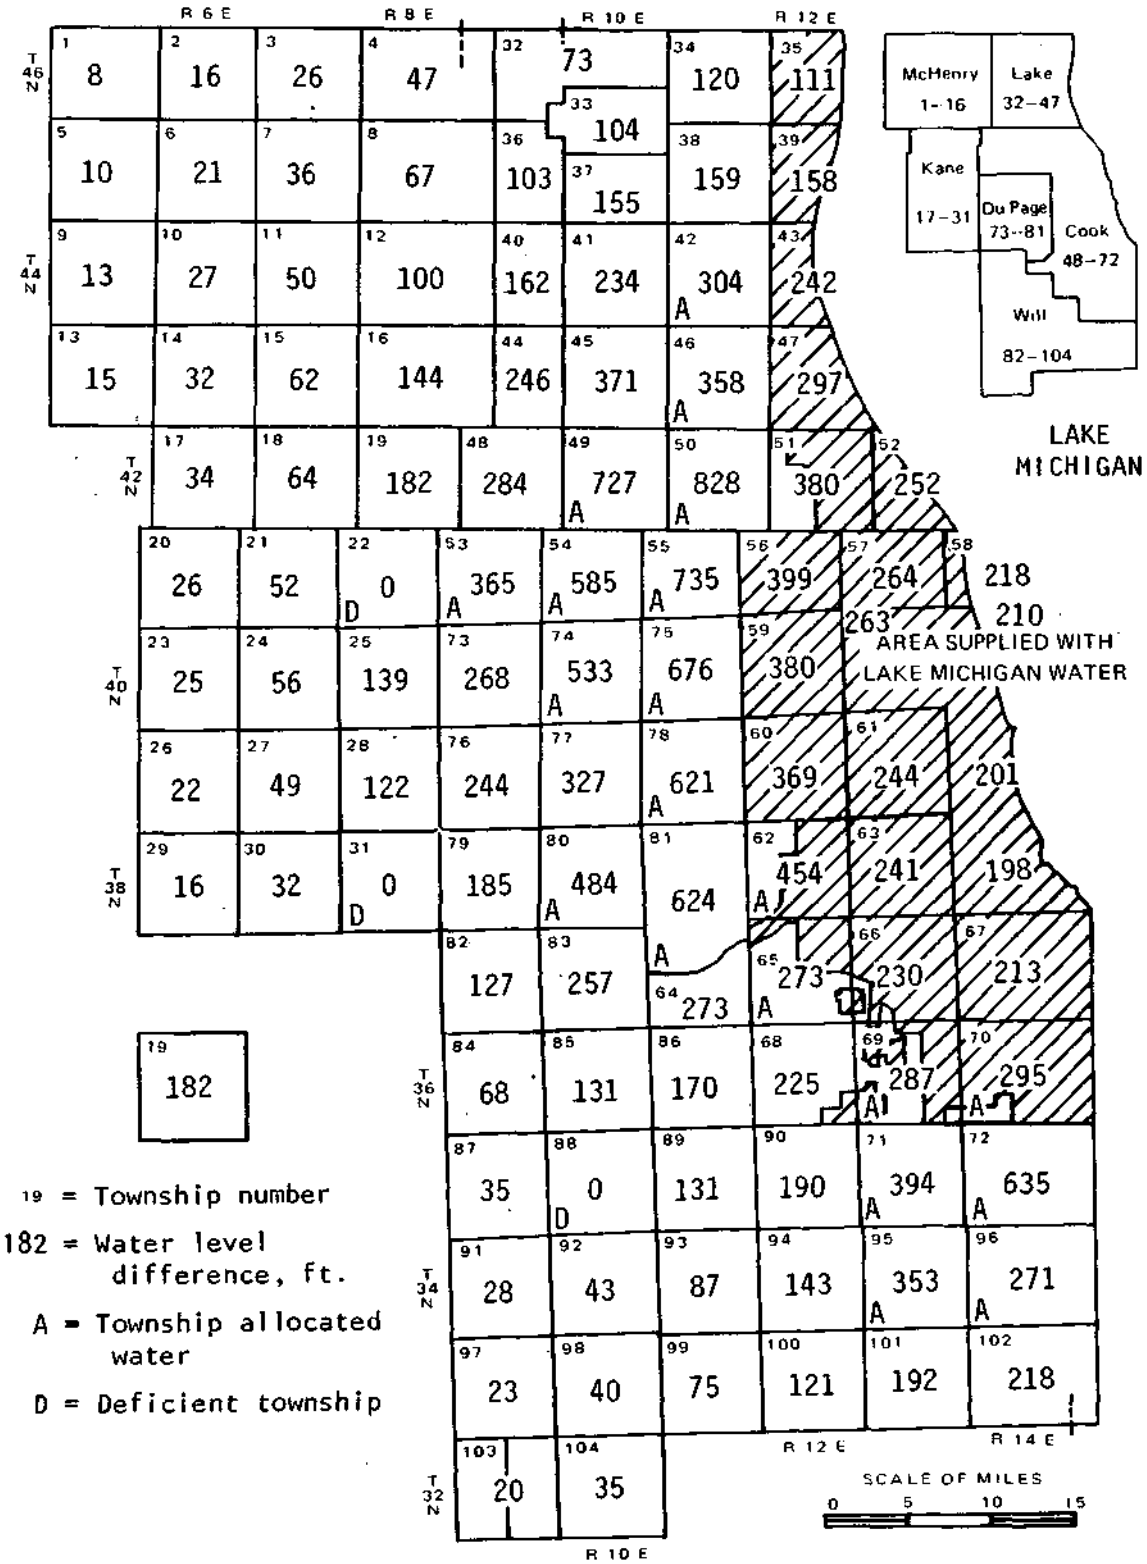 R 6 E R 8 E R 10 E R 12 E
T 46 N
1 2 3 4 32 73 34 35
8 16 26 47 120 111
33
104
McHenry Lake
1--16 32-47
5 6 7 8 36 37 38 39
10 21 36 67 103 155 159 158
Kane
17-31
Du Page
73--81
Cook
48-72
9 10 11 12 40 41 42 43
T 44 N
13 27 50 100 162 234 304 242
A
Will
82-104
13 14 15 16 44 45 46 47
15 32 62 144 246 371 358 297
A
LAKE
MICHIGAN
17 18 19 48 49 50 51 52
T 42 N
34 64 182 284 727 828 380 252
A A
20 21 22 53 54 55 56 57 58
26 52 0 365 585 735 399 264 218
D A A A
210
263
AREA SUPPLIED WITH
LAKE MICHIGAN WATER
23 24 25 73 74 75 59
T 40 N
25 56 139 268 533 676 380
A A
26 27 28 76 77 78 60 61
22 49 122 244 327 621 369 244 201
A
29 30 31 79 80 81 62 63
T 38 N
16 32 0 185 484 624 454 241 198
D A A A
82 83 64 65 66 67
127 257 273 273 230 213
A
84 85 86 68 69 70
T 36 N
68 131 170 225 287 295
A A
19
182
87 88 89 90 71 72
35 0 131 190 394 635
D A A
19 = Township number
182 = Water level
difference, ft.
A = Township allocated
water
D = Deficient township
91 92 93 94 95 96
T 34 N
28 43 87 143 353 271
A A
97 98 99 100 101 102
23 40 75 121 192 218
R 12 E R 14 E
103 104
T 32 N
20 35
R 10 E
SCALE OF MILES
0 5 10 15